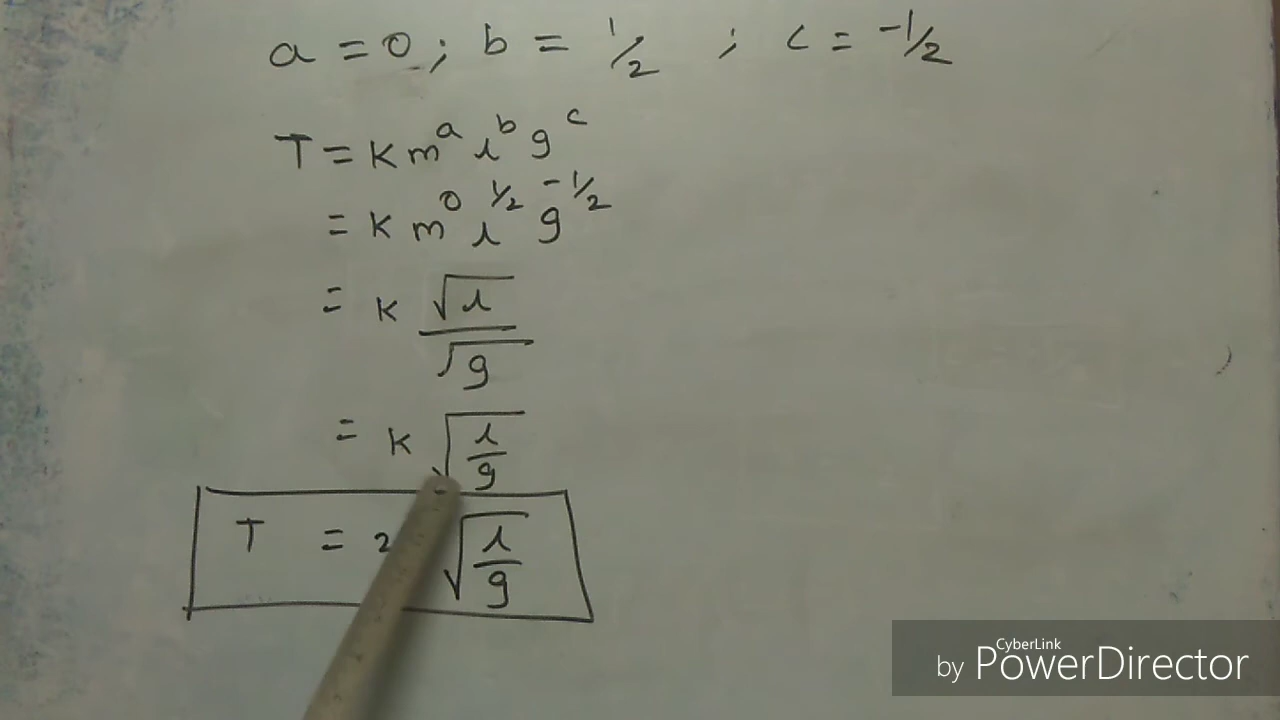 a = 0 ; b = 1/2 ; c = -1/2
T = K m^a l^b g^c
= K m^0 l^1/2 g^-1/2
= K √l / √g
= K √(l/g)
T = 2 √(l/g)
CyberLink
by PowerDirector